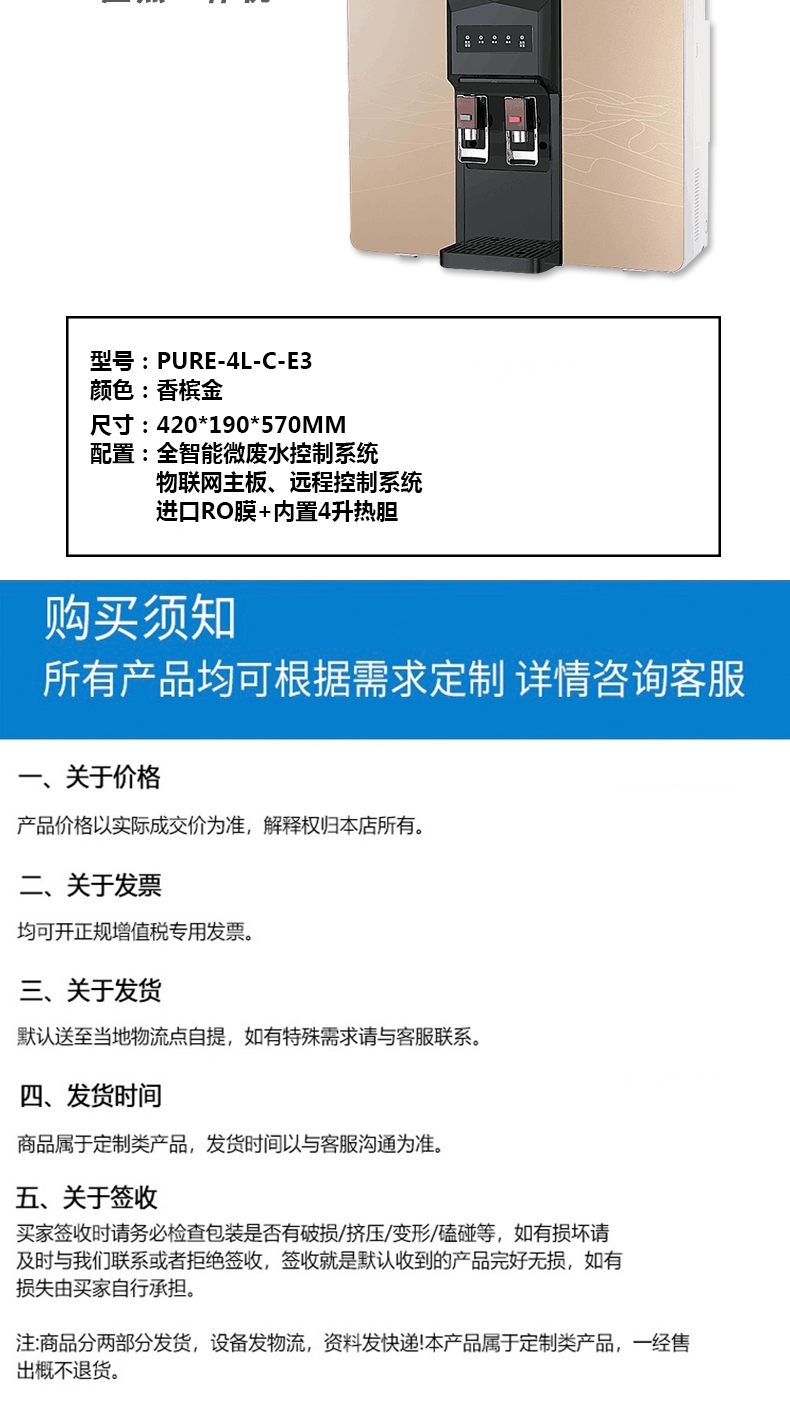 型号：PURE-4L-C-E3
颜色：香槟金
尺寸：420*190*570MM
配置：全智能微废水控制系统
物联网主板、远程控制系统
进口RO膜+内置4升热胆
购买须知
所有产品均可根据需求定制 详情咨询客服
一、关于价格
产品价格以实际成交价为准，解释权归本店所有。
二、关于发票
均可开正规增值税专用发票。
三、关于发货
默认送至当地物流点自提，如有特殊需求请与客服联系。
四、发货时间
商品属于定制类产品，发货时间以与客服沟通为准。
五、关于签收
买家签收时请务必检查包装是否有破损/挤压/变形/磕碰等，如有损坏请
及时与我们联系或者拒绝签收，签收就是默认收到的产品完好无损，如有
损失由买家自行承担。
注:商品分两部分发货，设备发物流，资料发快递!本产品属于定制类产品，一经售
出概不退货。